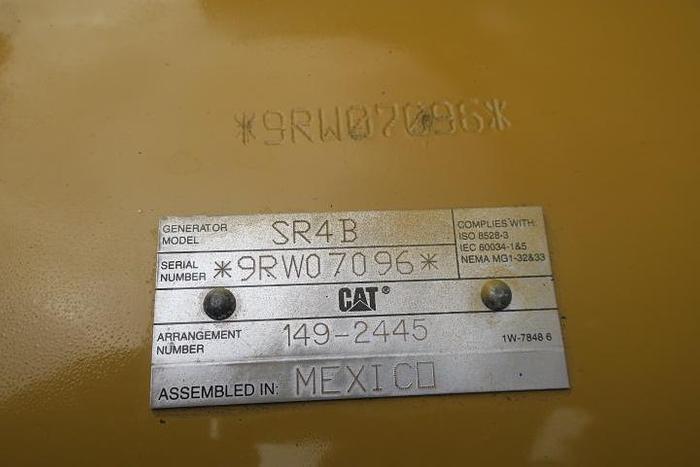 *9RW07096*
GENERATOR MODEL SR4B
COMPLIES WITH:
ISO 8528-3
IEC 60034-1&5
NEMA MG1-32&33
SERIAL NUMBER *9RW07096*
CAT®
ARRANGEMENT NUMBER 149-2445
1W-7848 6
ASSEMBLED IN: MEXICO